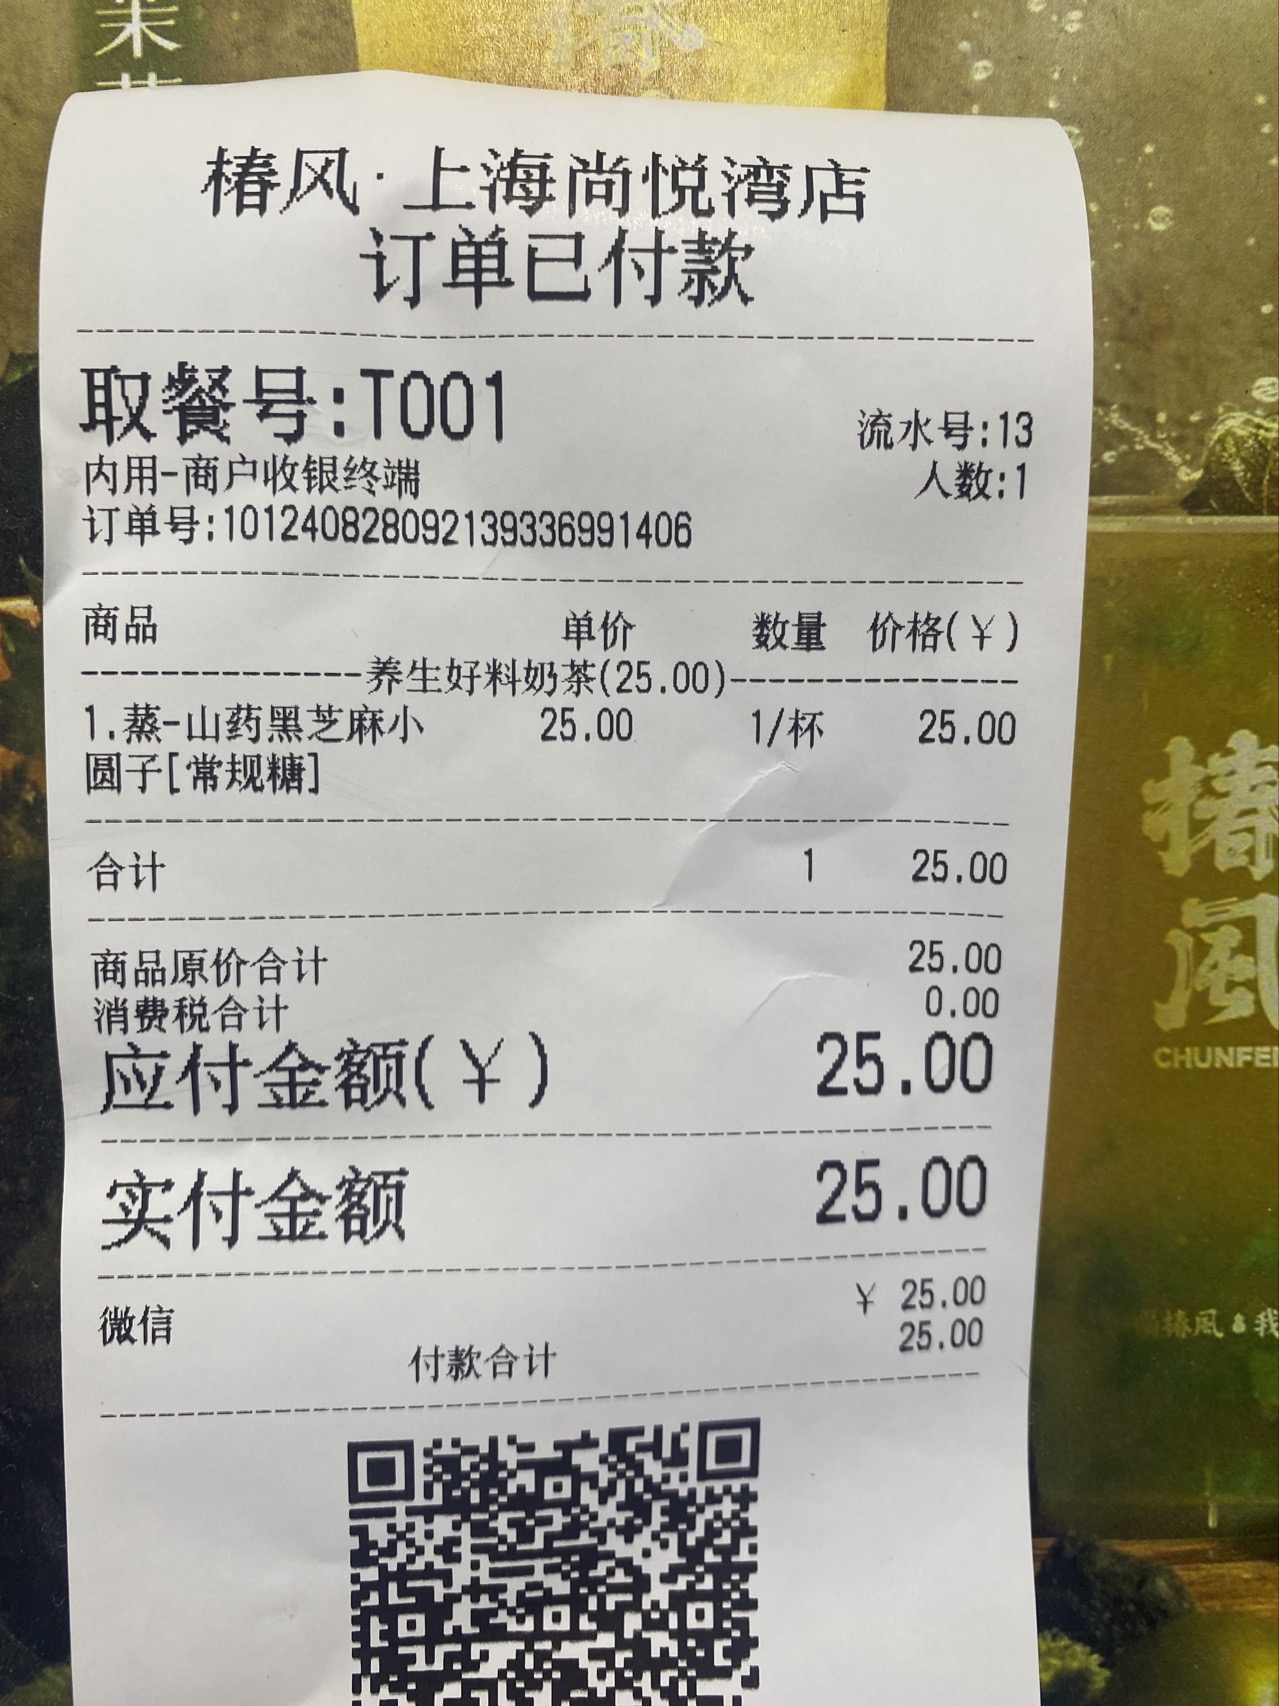 椿风·上海尚悦湾店
订单已付款
取餐号:T001
流水号:13
内用-商户收银终端
人数:1
订单号:101240828092139336991406
商品 单价 数量 价格(¥)
养生好料奶茶(25.00)
1.蒸-山药黑芝麻小 25.00 1/杯 25.00
圆子[常规糖]
合计 1 25.00
商品原价合计 25.00
消费税合计 0.00
应付金额(¥) 25.00
实付金额 25.00
微信 ¥ 25.00
付款合计 25.00
椿
風
CHUNFE
椿風&我